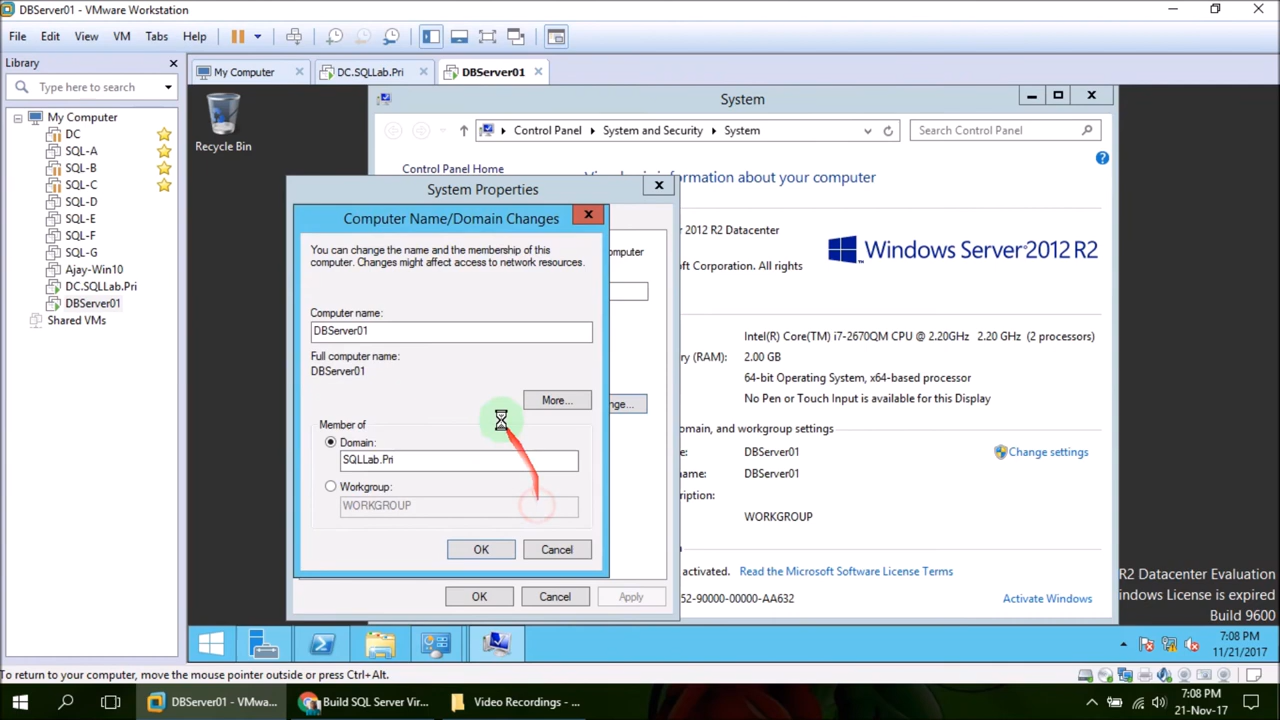 DBServer01 - VMware Workstation
File Edit View VM Tabs Help
Library
Type here to search
My Computer
DC
SQL-A
SQL-B
SQL-C
SQL-D
SQL-E
SQL-F
SQL-G
Ajay-Win10
DC.SQLLab.Pri
DBServer01
Shared VMs
My Computer
DC.SQLLab.Pri
DBServer01
Recycle Bin
System
Control Panel
System and Security
System
Search Control Panel
Control Panel Home
information about your computer
2012 R2 Datacenter
Corporation. All rights
Windows Server 2012 R2
Intel(R) Core(TM) i7-2670QM CPU @ 2.20GHz 2.20 GHz (2 processors)
(RAM): 2.00 GB
64-bit Operating System, x64-based processor
No Pen or Touch Input is available for this Display
domain, and workgroup settings
DBServer01
Change settings
DBServer01
WORKGROUP
activated. Read the Microsoft Software License Terms
52-90000-00000-AA632
Activate Windows
System Properties
Computer Name/Domain Changes
You can change the name and the membership of this
computer. Changes might affect access to network resources.
Computer name:
DBServer01
Full computer name:
DBServer01
More...
Member of
Domain:
SQLLab.Pri
Workgroup:
WORKGROUP
OK Cancel
OK Cancel Apply
R2 Datacenter Evaluation
License is expired
Build 9600
7:08 PM
11/21/2017
To return to your computer, move the mouse pointer outside or press Ctrl+Alt.
DBServer01 - VMwa...
Build SQL Server Vir...
Video Recordings - ...
7:08 PM
21-Nov-17